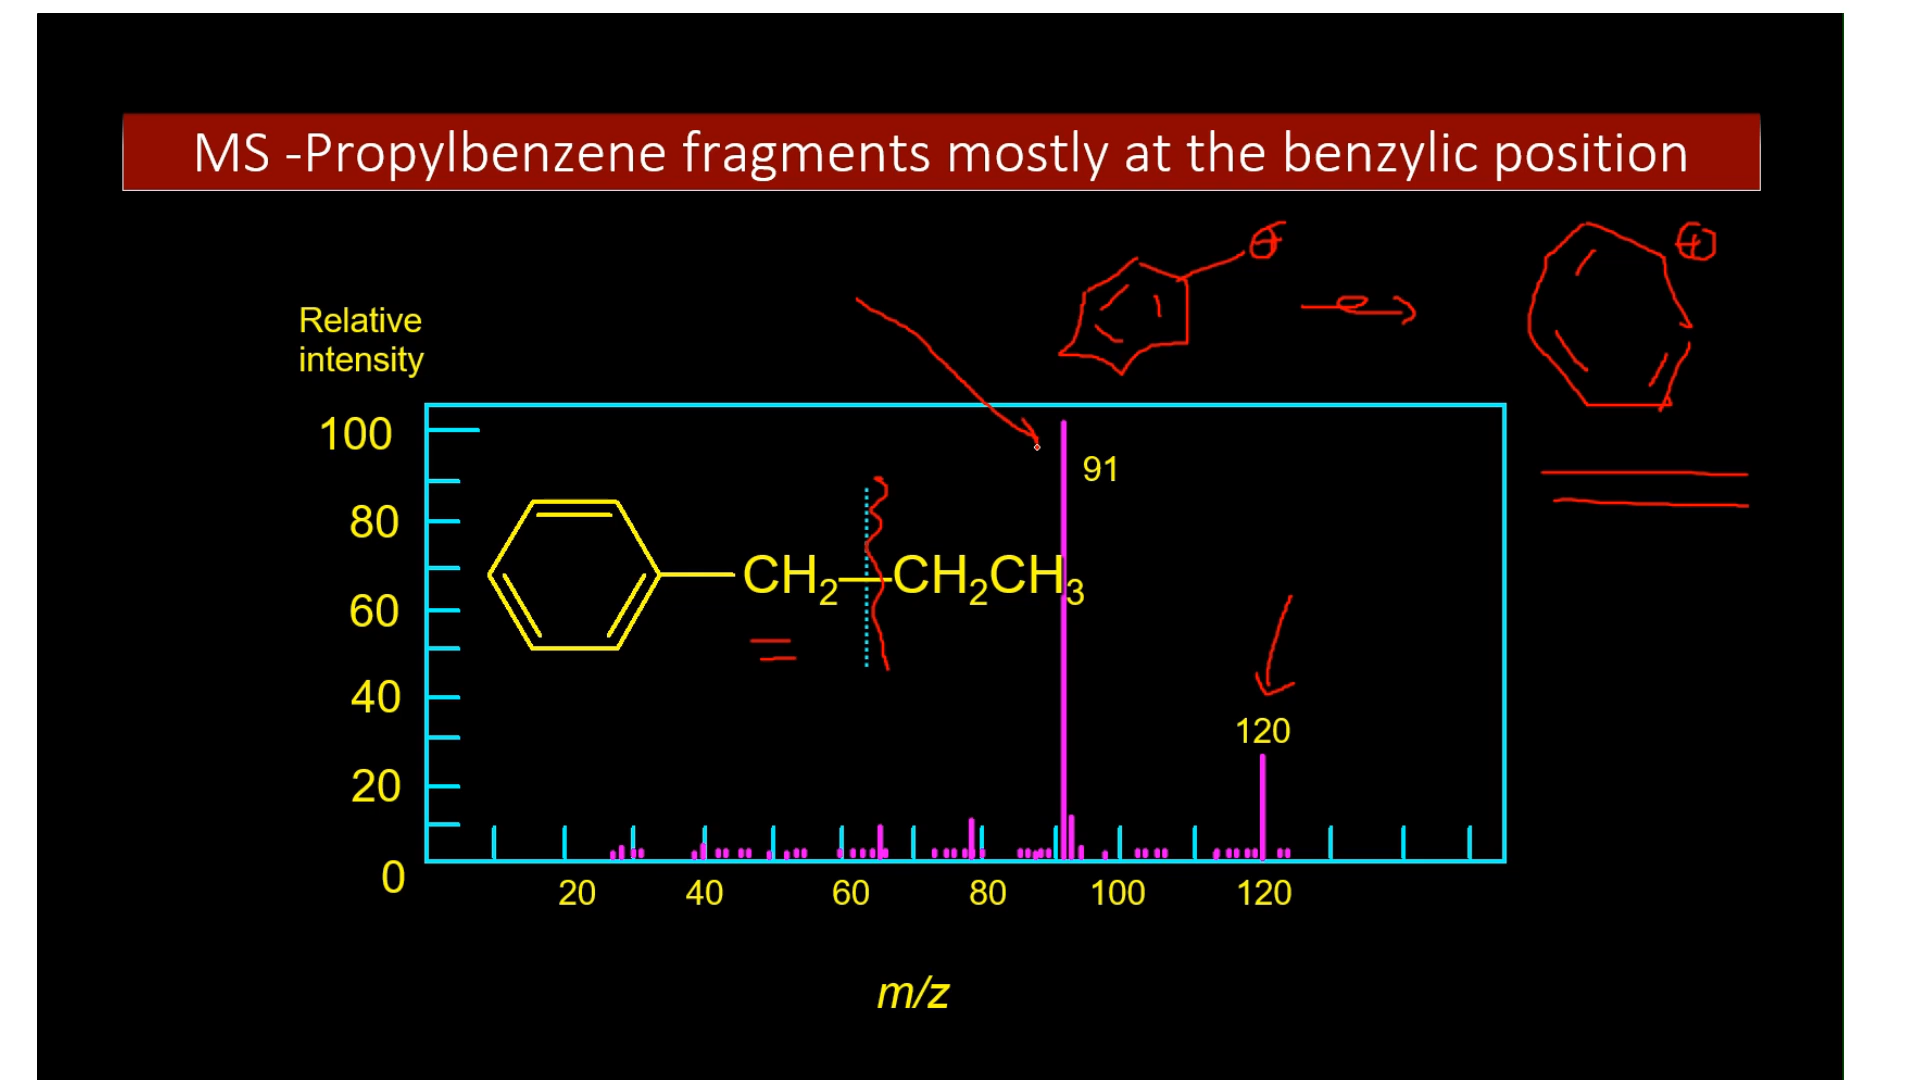 MS -Propylbenzene fragments mostly at the benzylic position
Relative
intensity
100
91
80
CH2—CH2CH3
60
40
120
20
0
20 40 60 80 100 120
m/z